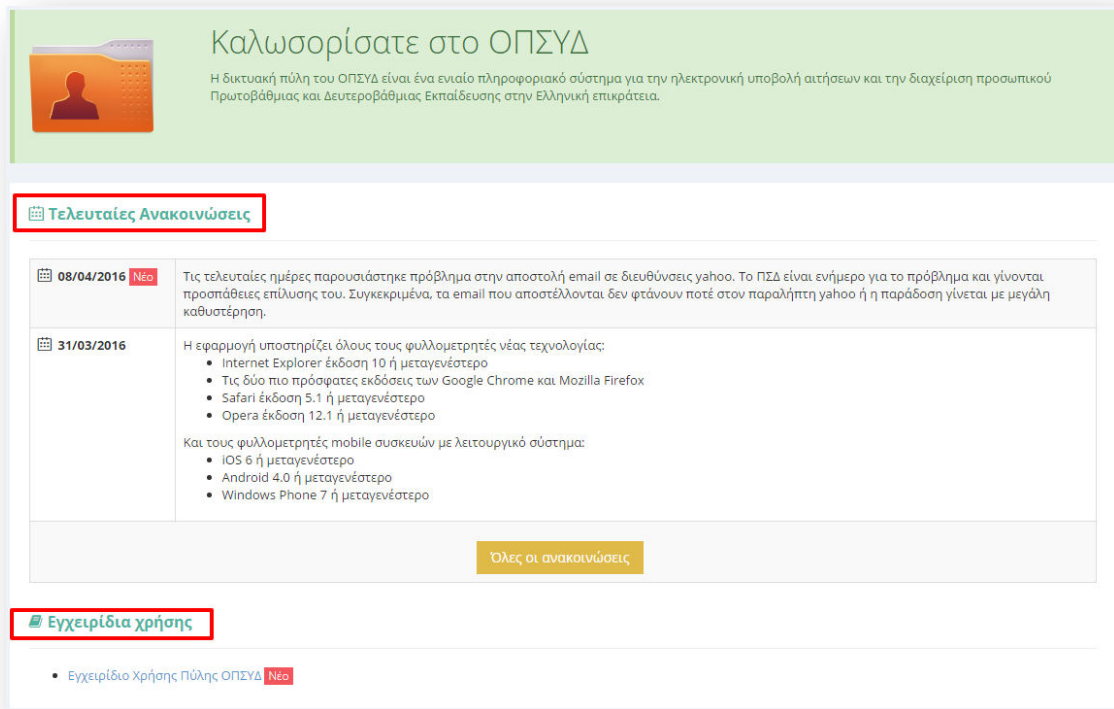 Καλωσορίσατε στο ΟΠΣΥΔ
Η δικτυακή πύλη του ΟΠΣΥΔ είναι ένα ενιαίο πληροφοριακό σύστημα για την ηλεκτρονική υποβολή αιτήσεων και την διαχείριση προσωπικού
Πρωτοβάθμιας και Δευτεροβάθμιας Εκπαίδευσης στην Ελληνική επικράτεια.
Τελευταίες Ανακοινώσεις
08/04/2016 Νέο
Τις τελευταίες ημέρες παρουσιάστηκε πρόβλημα στην αποστολή email σε διευθύνσεις yahoo. Το ΠΣΔ είναι ενήμερο για το πρόβλημα και γίνονται
προσπάθειες επίλυσης του. Συγκεκριμένα, τα email που αποστέλλονται δεν φτάνουν ποτέ στον παραλήπτη yahoo ή η παράδοση γίνεται με μεγάλη
καθυστέρηση.
31/03/2016
Η εφαρμογή υποστηρίζει όλους τους φυλλομετρητές νέας τεχνολογίας:
• Internet Explorer έκδοση 10 ή μεταγενέστερο
• Τις δύο πιο πρόσφατες εκδόσεις των Google Chrome και Mozilla Firefox
• Safari έκδοση 5.1 ή μεταγενέστερο
• Opera έκδοση 12.1 ή μεταγενέστερο
Και τους φυλλομετρητές mobile συσκευών με λειτουργικό σύστημα:
• iOS 6 ή μεταγενέστερο
• Android 4.0 ή μεταγενέστερο
• Windows Phone 7 ή μεταγενέστερο
Όλες οι ανακοινώσεις
Εγχειρίδια χρήσης
• Εγχειρίδιο Χρήσης Πύλης ΟΠΣΥΔ Νέο